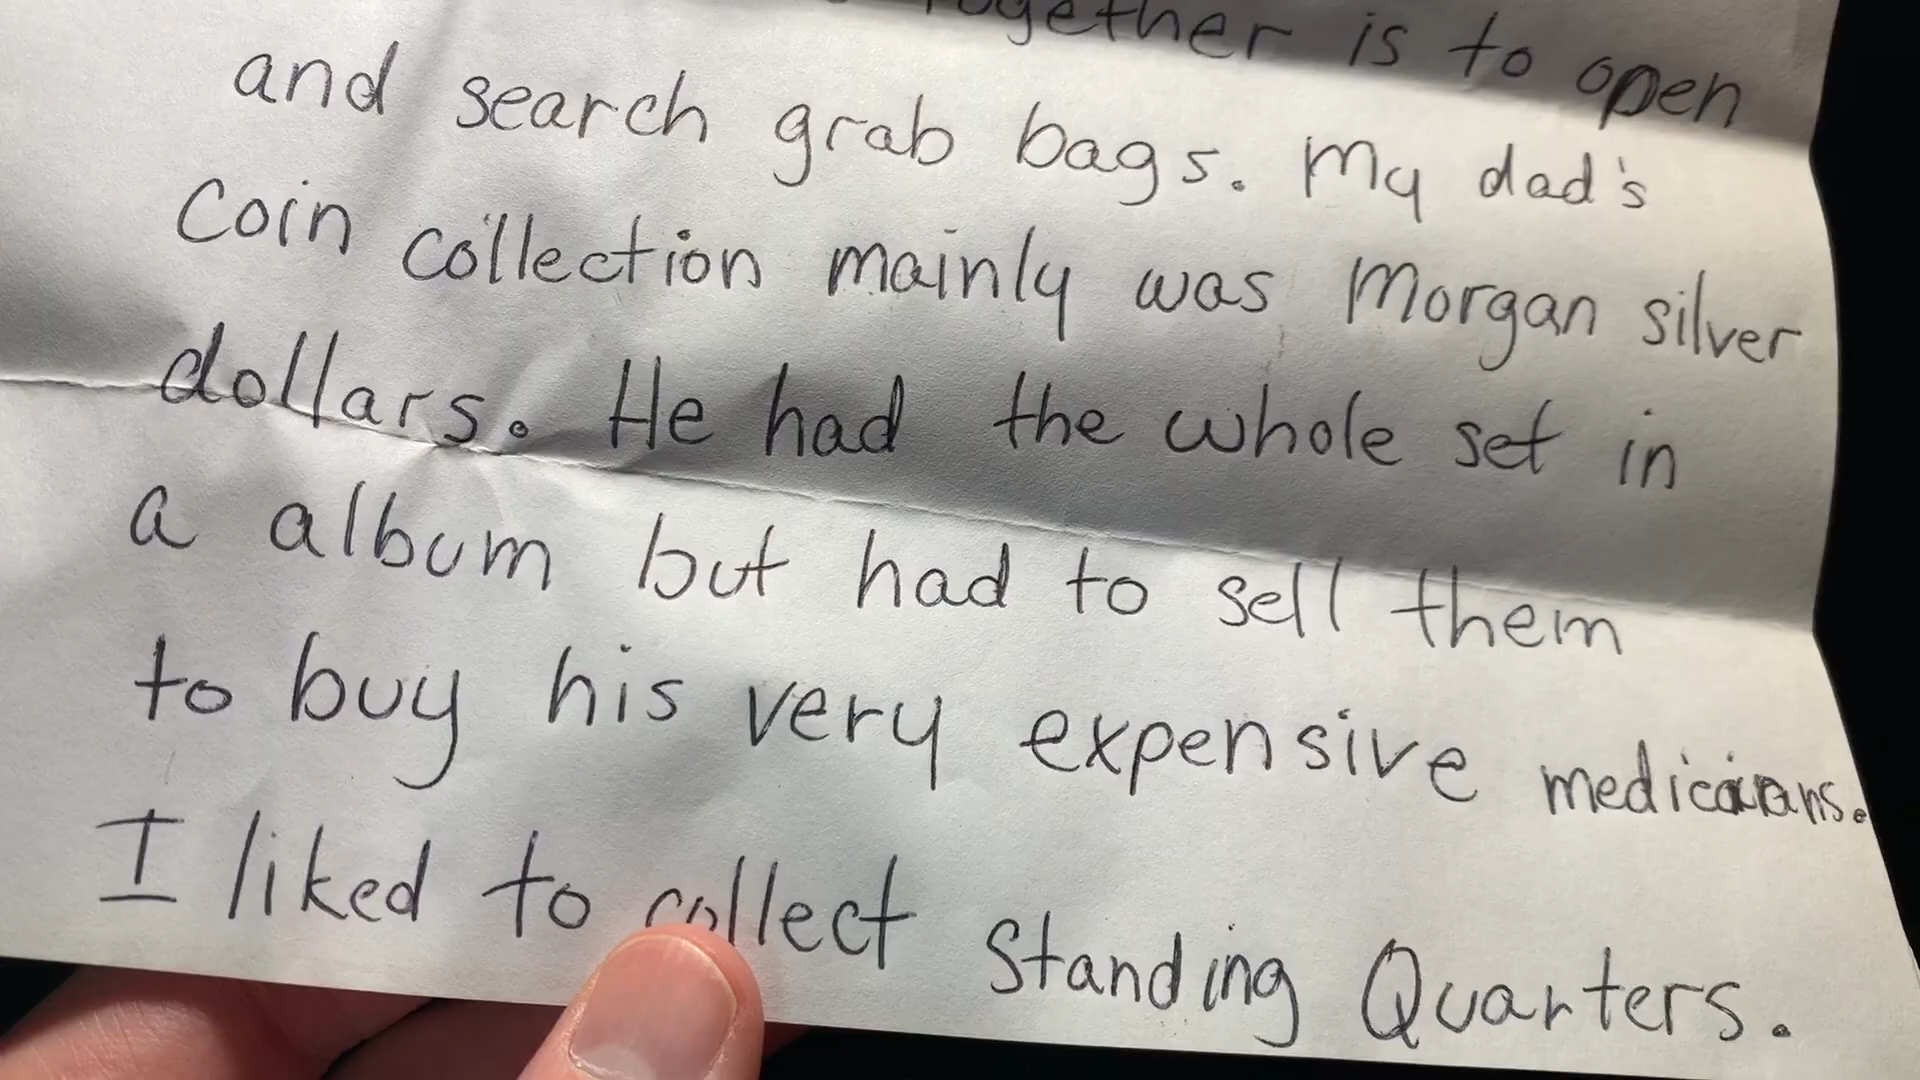 together is to open
and search grab bags. My dad's
coin collection mainly was Morgan silver
dollars. He had the whole set in
a album but had to sell them
to buy his very expensive
I liked to collect Standing Quarters.